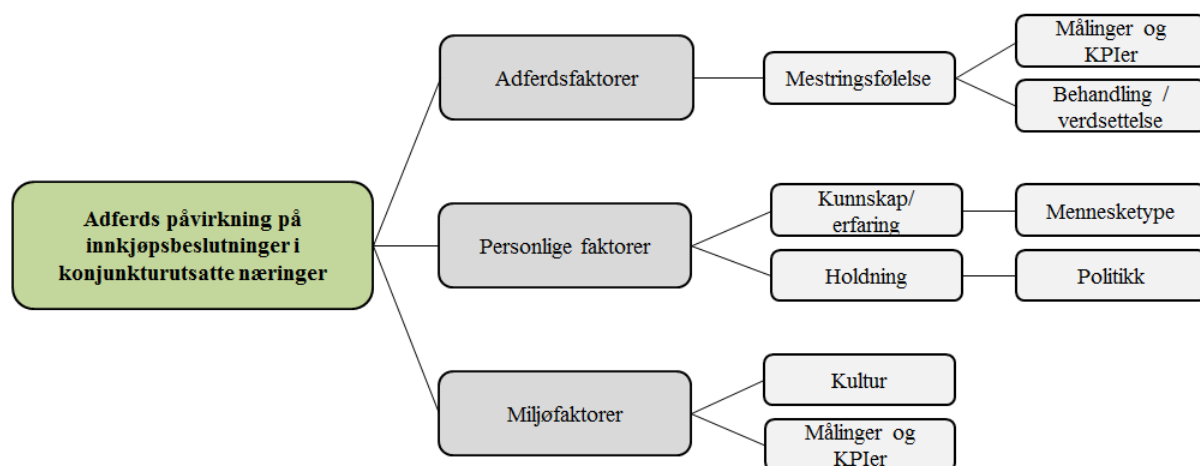 Adferds påvirkning på
innkjøpsbeslutninger i
konjunkturutsatte næringer
Adferdsfaktorer
Mestringsfølelse
Målinger og
KPIer
Behandling /
verdsettelse
Personlige faktorer
Kunnskap/
erfaring
Mennesketype
Holdning
Politikk
Miljøfaktorer
Kultur
Målinger og
KPIer